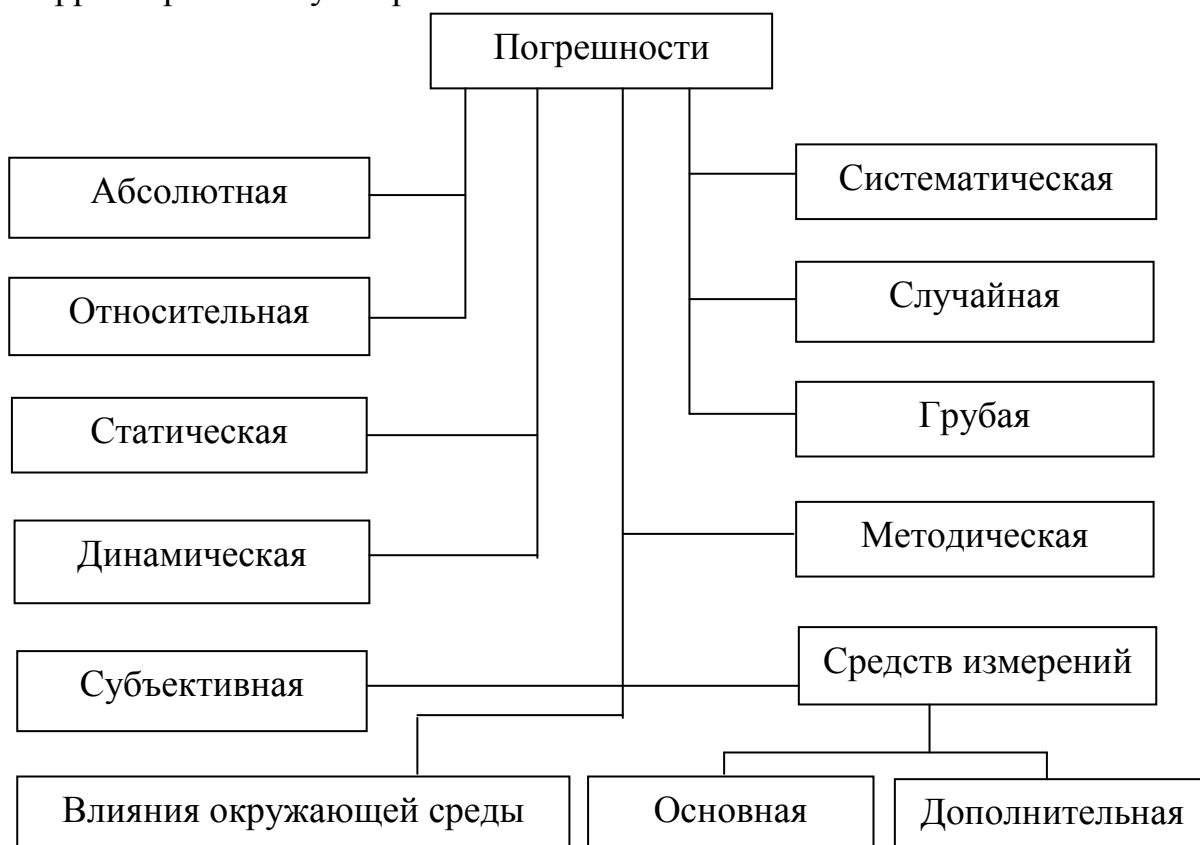 Погрешности
Абсолютная
Систематическая
Относительная
Случайная
Статическая
Грубая
Динамическая
Методическая
Субъективная
Средств измерений
Влияния окружающей среды
Основная
Дополнительная